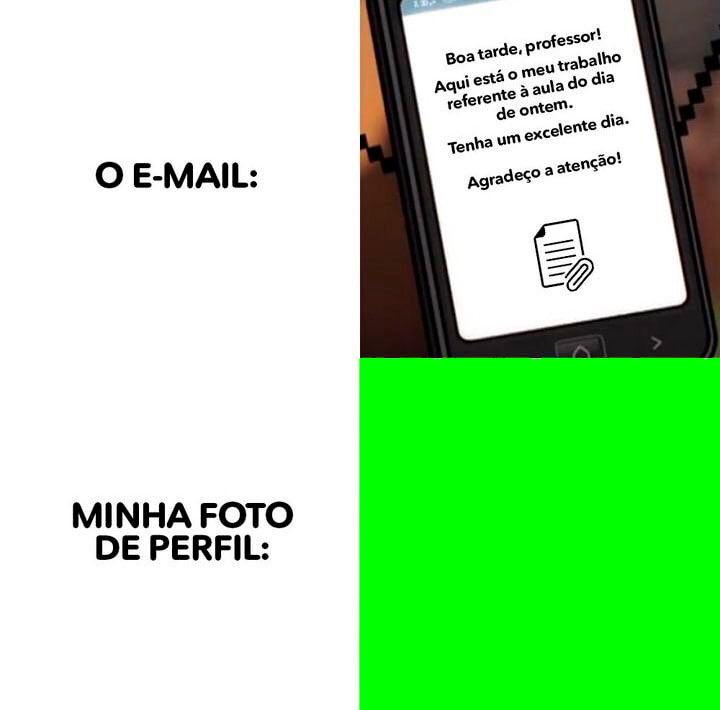 O E-MAIL:
Boa tarde, professor!
Aqui está o meu trabalho
referente à aula do dia
de ontem.
Tenha um excelente dia.
Agradeço a atenção!
MINHA FOTO
DE PERFIL: